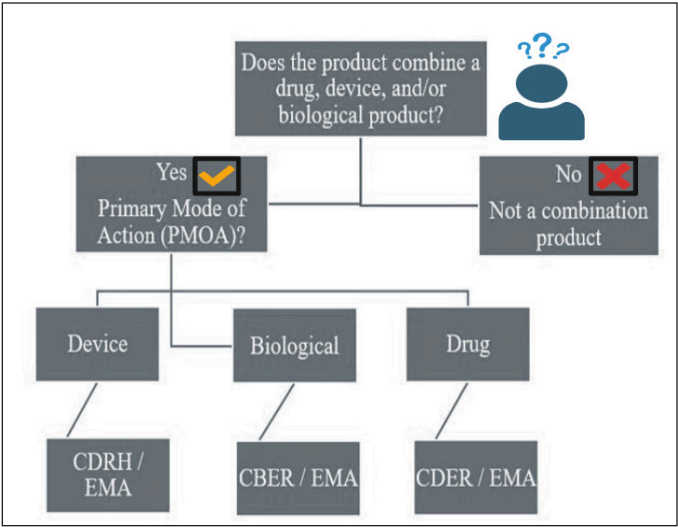 ???
Does the product combine a
drug, device, and/or
biological product?
Yes
Primary Mode of
Action (PMOA)?
No
Not a combination
product
Device
Biological
Drug
CDRH /
EMA
CBER / EMA
CDER / EMA